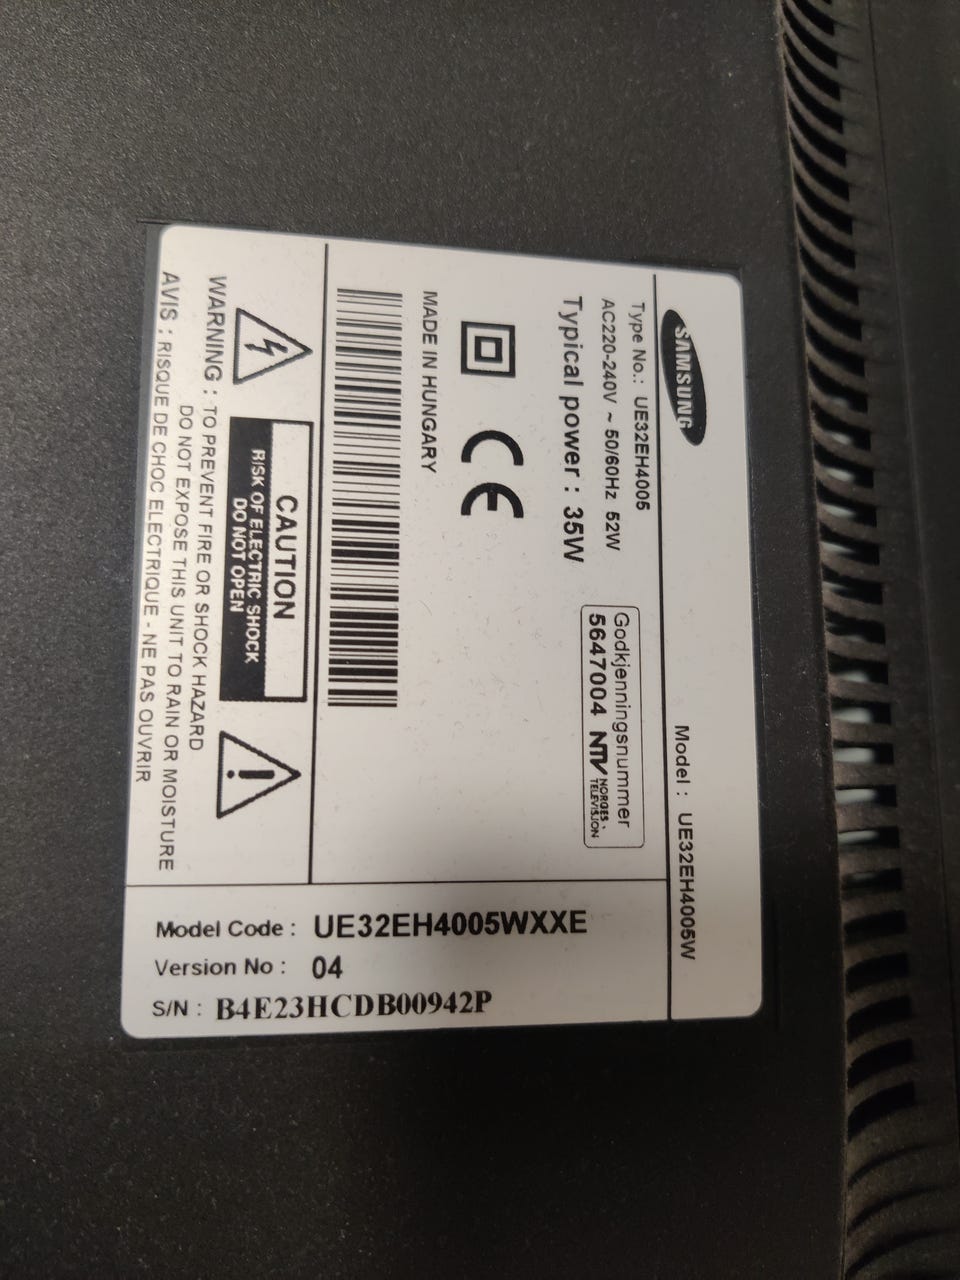 SAMSUNG
Model : UE32EH4005W
Type No.: UE32EH4005
AC220-240V ~ 50/60Hz 52W
Typical power : 35W
Godkjenningsnummer
5647004 NTV NORGES
TELEVISJON
CE
MADE IN HUNGARY
CAUTION
RISK OF ELECTRIC SHOCK
DO NOT OPEN
WARNING : TO PREVENT FIRE OR SHOCK HAZARD
DO NOT EXPOSE THIS UNIT TO RAIN OR MOISTURE
AVIS : RISQUE DE CHOC ELECTRIQUE - NE PAS OUVRIR
Model Code : UE32EH4005WXXE
Version No : 04
S/N : B4E23HCDB00942P